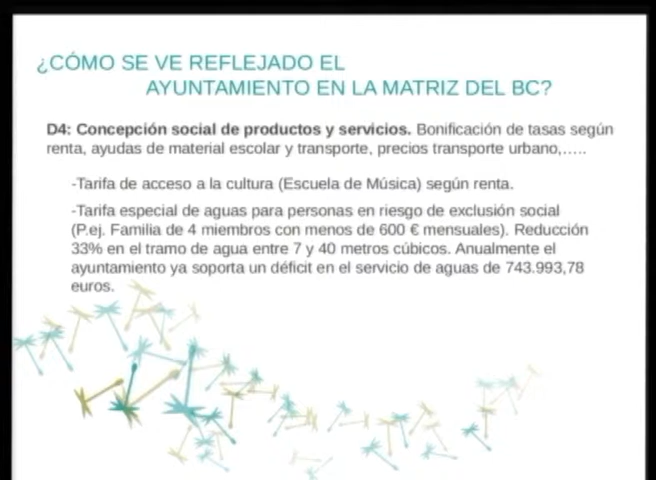 ¿CÓMO SE VE REFLEJADO EL
AYUNTAMIENTO EN LA MATRIZ DEL BC?
D4: Concepción social de productos y servicios. Bonificación de tasas según
renta, ayudas de material escolar y transporte, precios transporte urbano,.....
-Tarifa de acceso a la cultura (Escuela de Música) según renta.
-Tarifa especial de aguas para personas en riesgo de exclusión social
(P.ej. Familia de 4 miembros con menos de 600 € mensuales). Reducción
33% en el tramo de agua entre 7 y 40 metros cúbicos. Anualmente el
ayuntamiento ya soporta un déficit en el servicio de aguas de 743.993,78
euros.